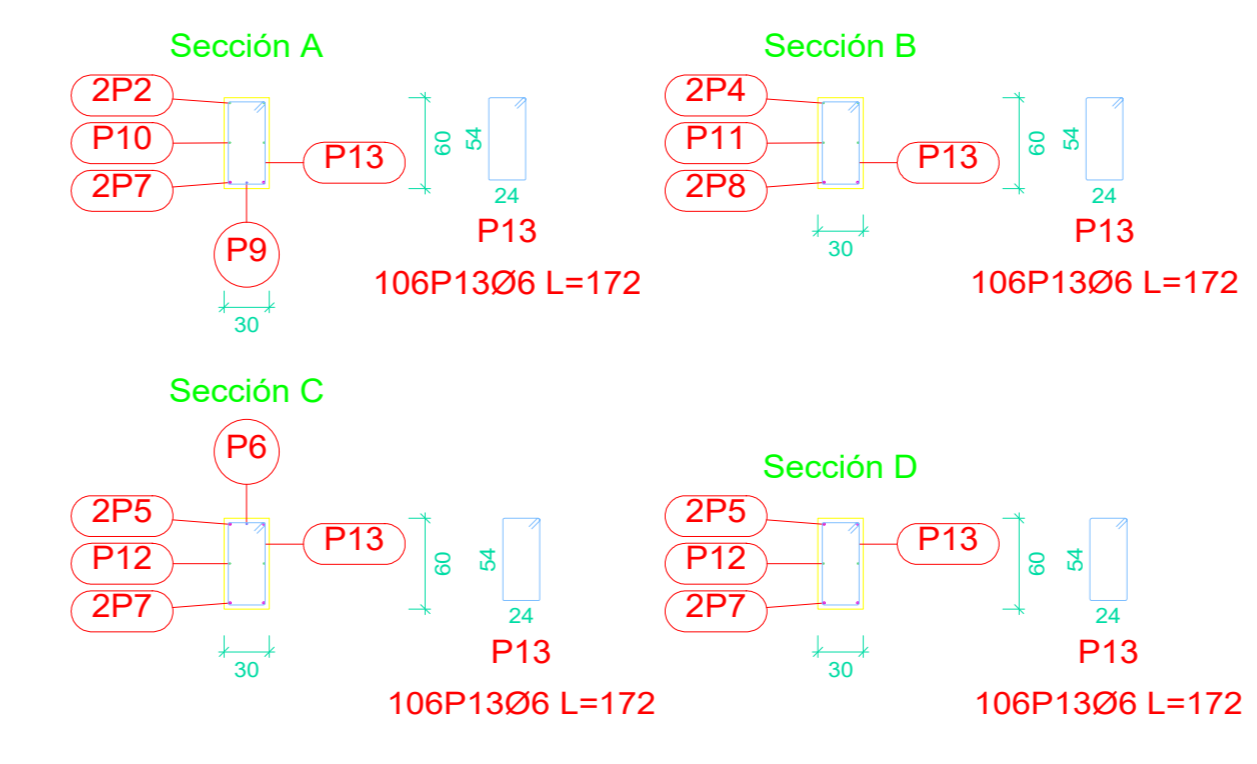 Sección A
2P2
P10
2P7
P13
P9
30
60
54
24
P13
106P13Ø6 L=172
Sección B
2P4
P11
2P8
P13
30
60
54
24
P13
106P13Ø6 L=172
Sección C
P6
2P5
P12
2P7
P13
30
60
54
24
P13
106P13Ø6 L=172
Sección D
2P5
P12
2P7
P13
30
60
54
24
P13
106P13Ø6 L=172